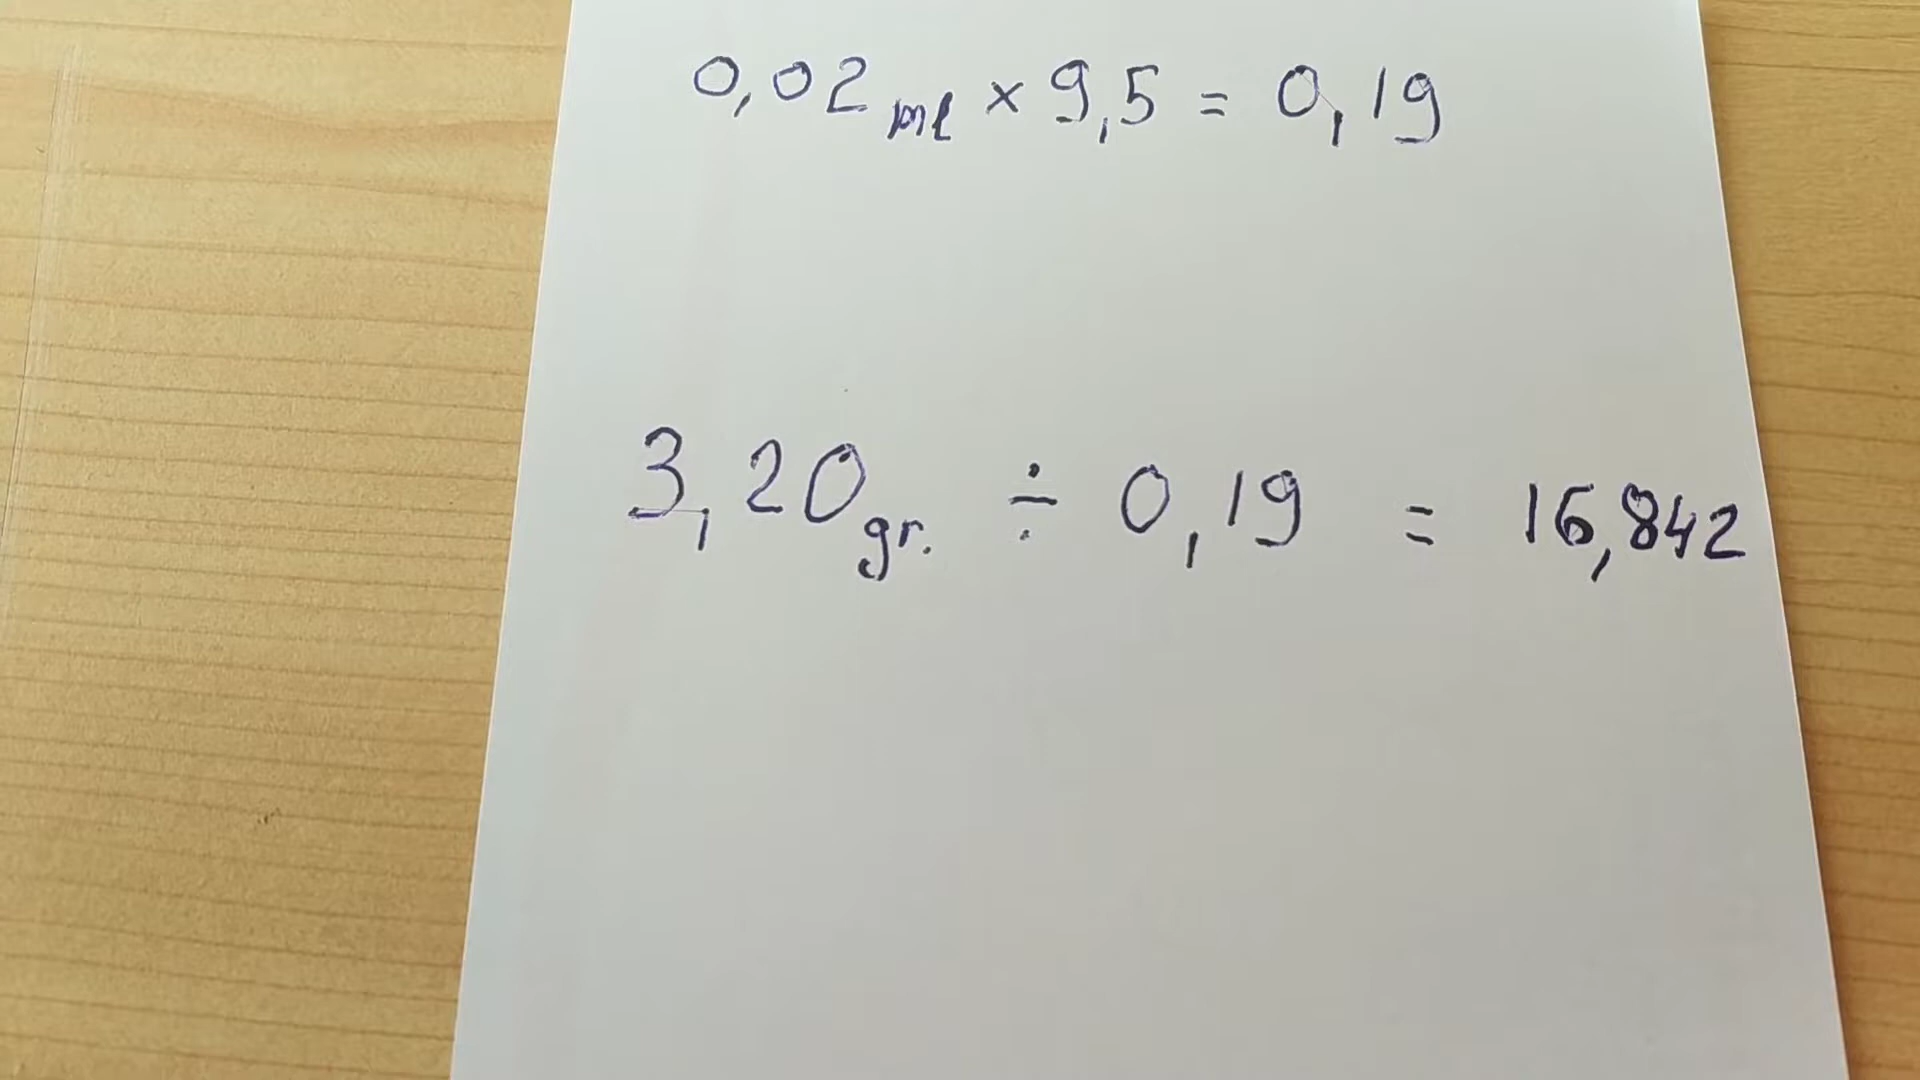 0,02 ml × 9,5 = 0,19
3,20 gr. ÷ 0,19 = 16,842